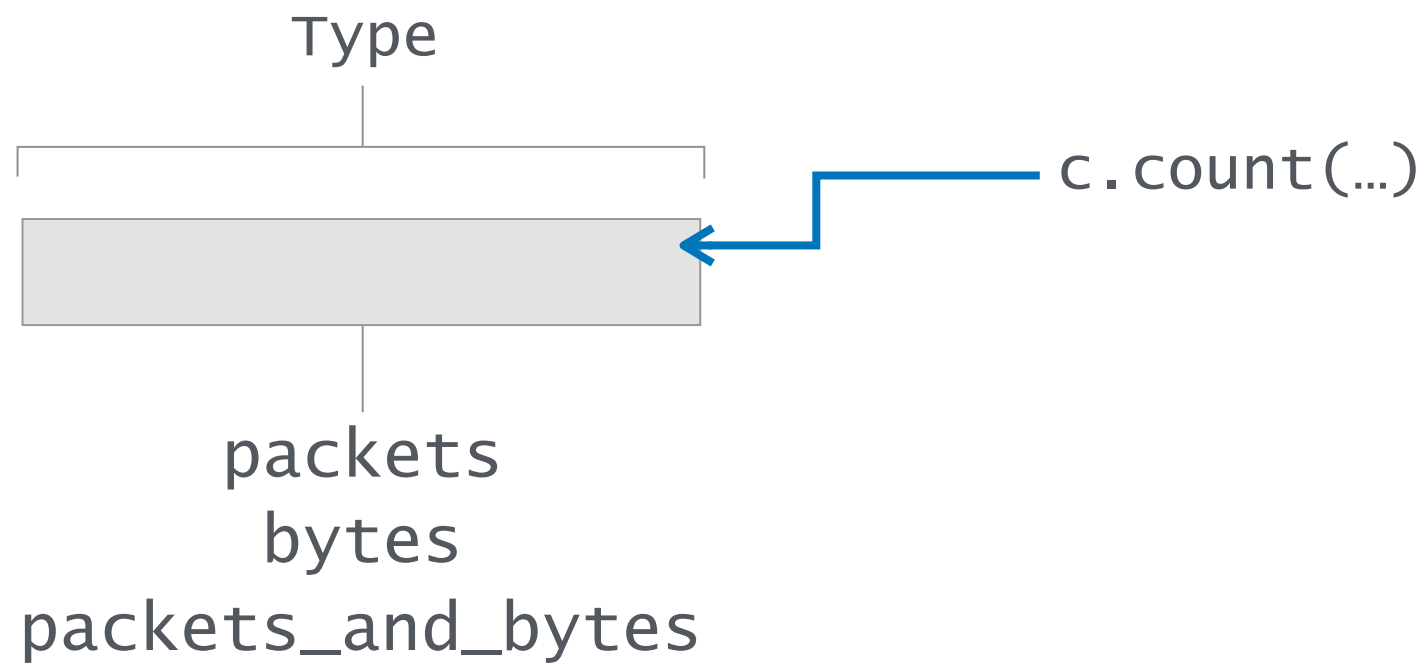 Type
c.count(…)
packets
bytes
packets_and_bytes